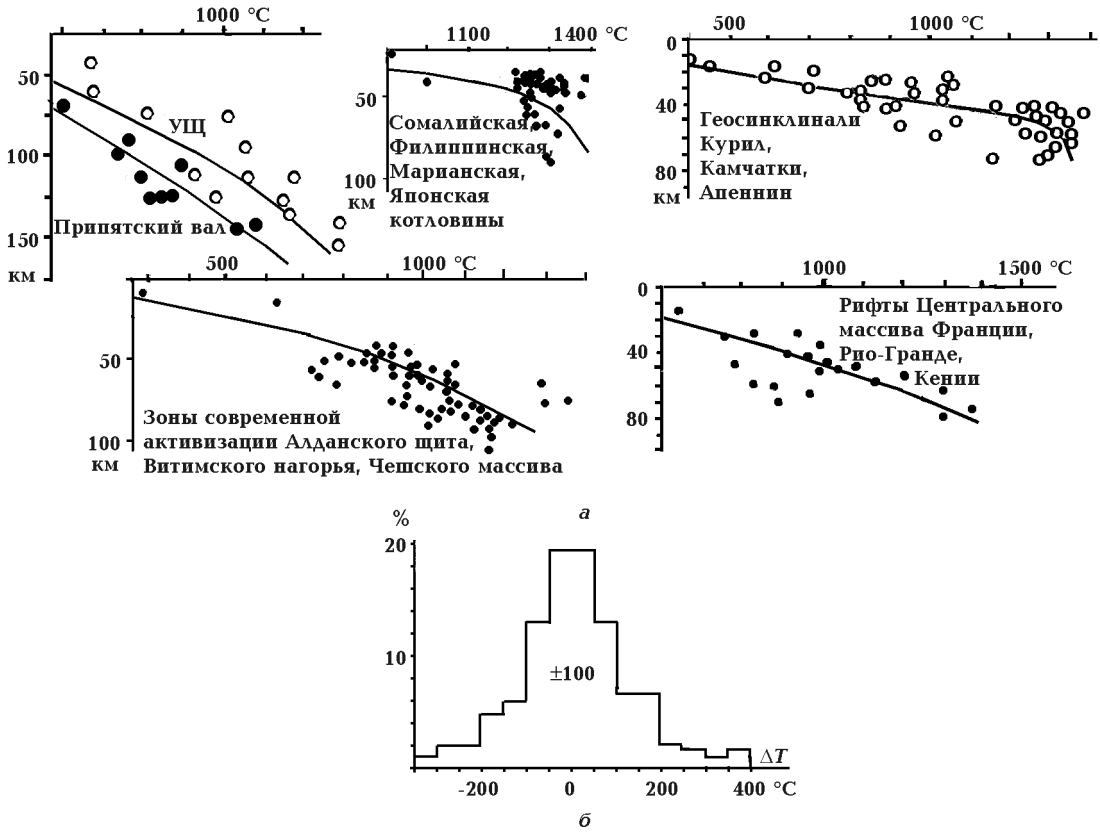 1000 °C
50
100
150
км
УЩ
Припятский вал
1100
1400 °C
50
100
км
Сомалийская,
Филиппинская,
Марианская,
Японская
котловины
500
1000 °C
0
40
80
км
Геосинклинали
Курил,
Камчатки,
Апеннин
500
1000 °C
50
100
км
Зоны современной
активизации Алданского щита,
Витимского нагорья, Чешского массива
1000
1500 °C
0
40
80
Рифты Центрального
массива Франции,
Рио-Гранде,
Кении
а
%
20
10
±100
ΔT
-200
0
200
400 °C
б